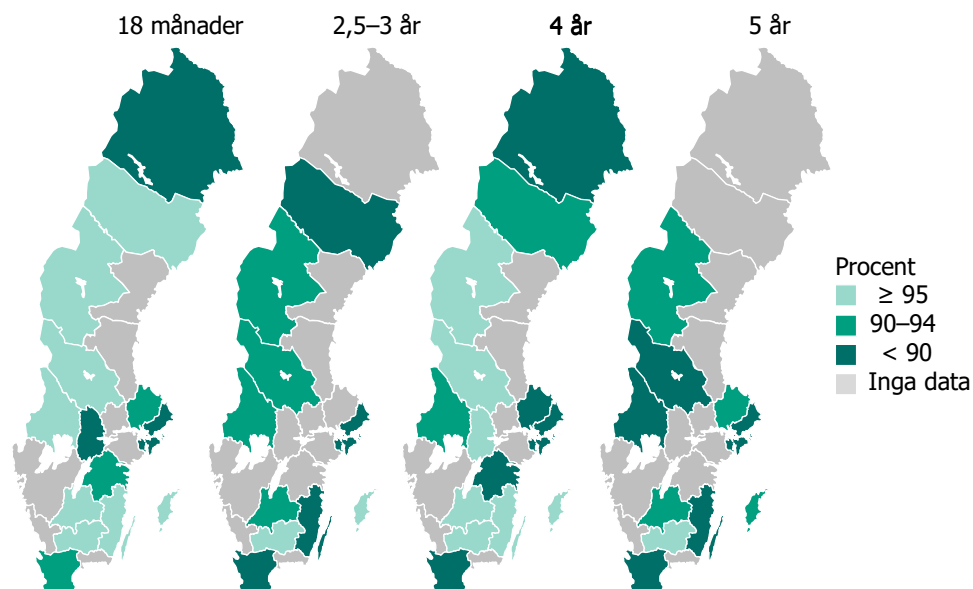 18 månader
2,5–3 år
4 år
5 år
Procent
≥ 95
90–94
< 90
Inga data